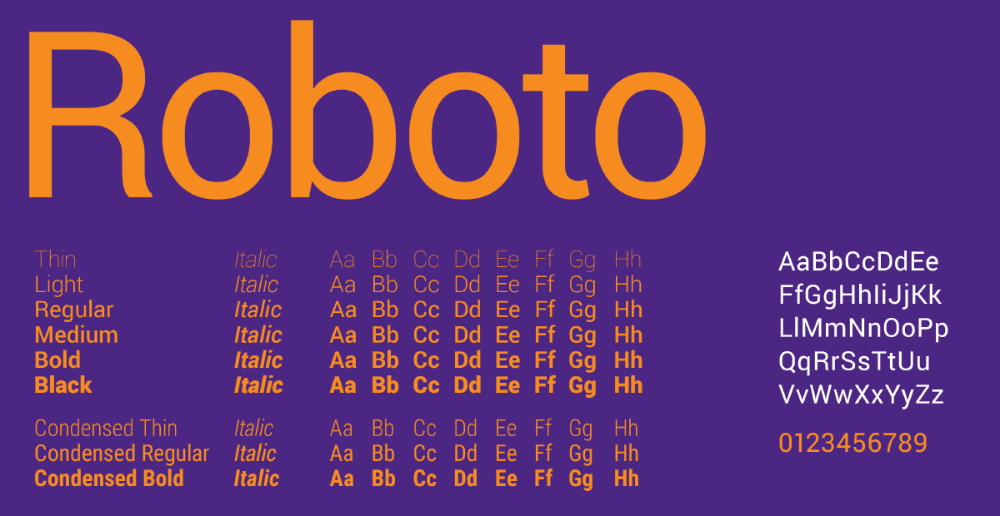 Roboto
Thin Italic Aa Bb Cc Dd Ee Ff Gg Hh
Light Italic Aa Bb Cc Dd Ee Ff Gg Hh
Regular Italic Aa Bb Cc Dd Ee Ff Gg Hh
Medium Italic Aa Bb Cc Dd Ee Ff Gg Hh
Bold Italic Aa Bb Cc Dd Ee Ff Gg Hh
Black Italic Aa Bb Cc Dd Ee Ff Gg Hh
Condensed Thin Italic Aa Bb Cc Dd Ee Ff Gg Hh
Condensed Regular Italic Aa Bb Cc Dd Ee Ff Gg Hh
Condensed Bold Italic Aa Bb Cc Dd Ee Ff Gg Hh
AaBbCcDdEe
FfGgHhIiJjKk
LlMmNnOoPp
QqRrSsTtUu
VvWwXxYyZz
0123456789